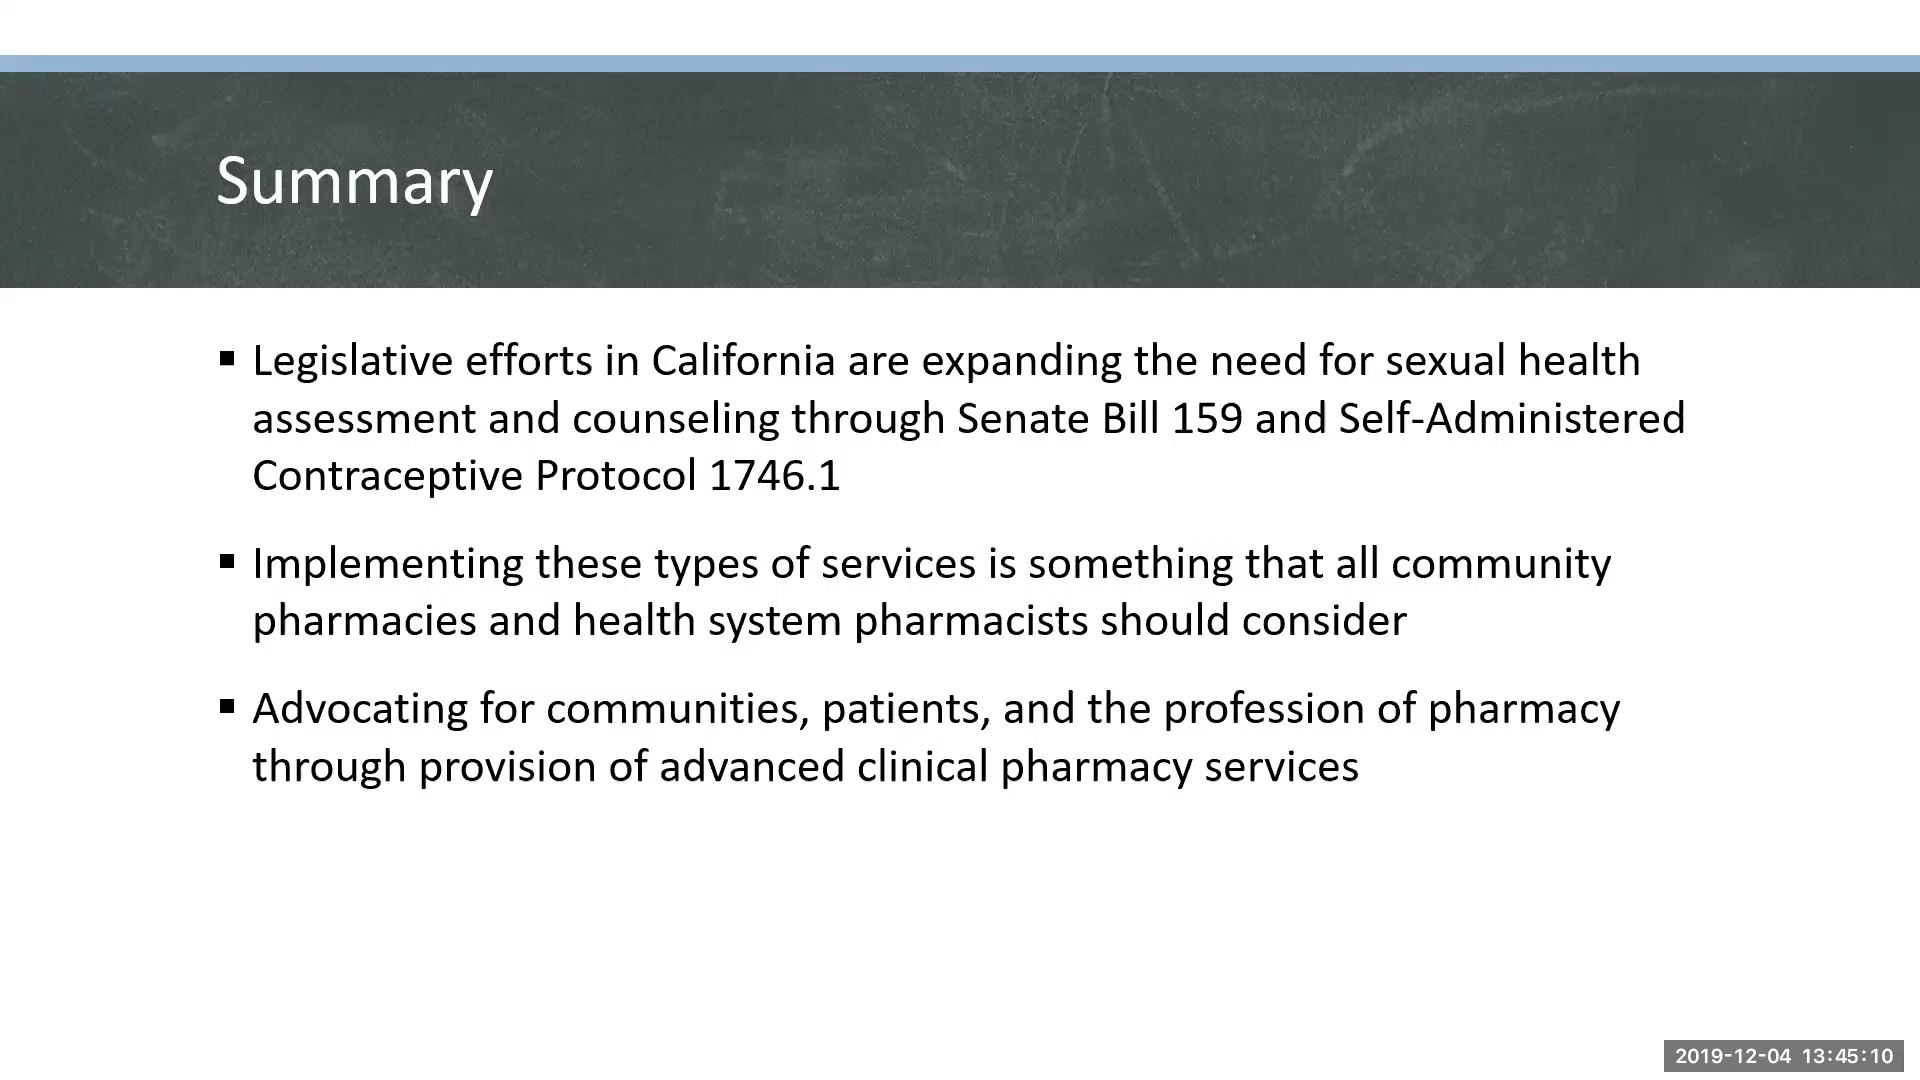 Summary
▪ Legislative efforts in California are expanding the need for sexual health
assessment and counseling through Senate Bill 159 and Self-Administered
Contraceptive Protocol 1746.1
▪ Implementing these types of services is something that all community
pharmacies and health system pharmacists should consider
▪ Advocating for communities, patients, and the profession of pharmacy
through provision of advanced clinical pharmacy services
2019-12-04 13:45:10